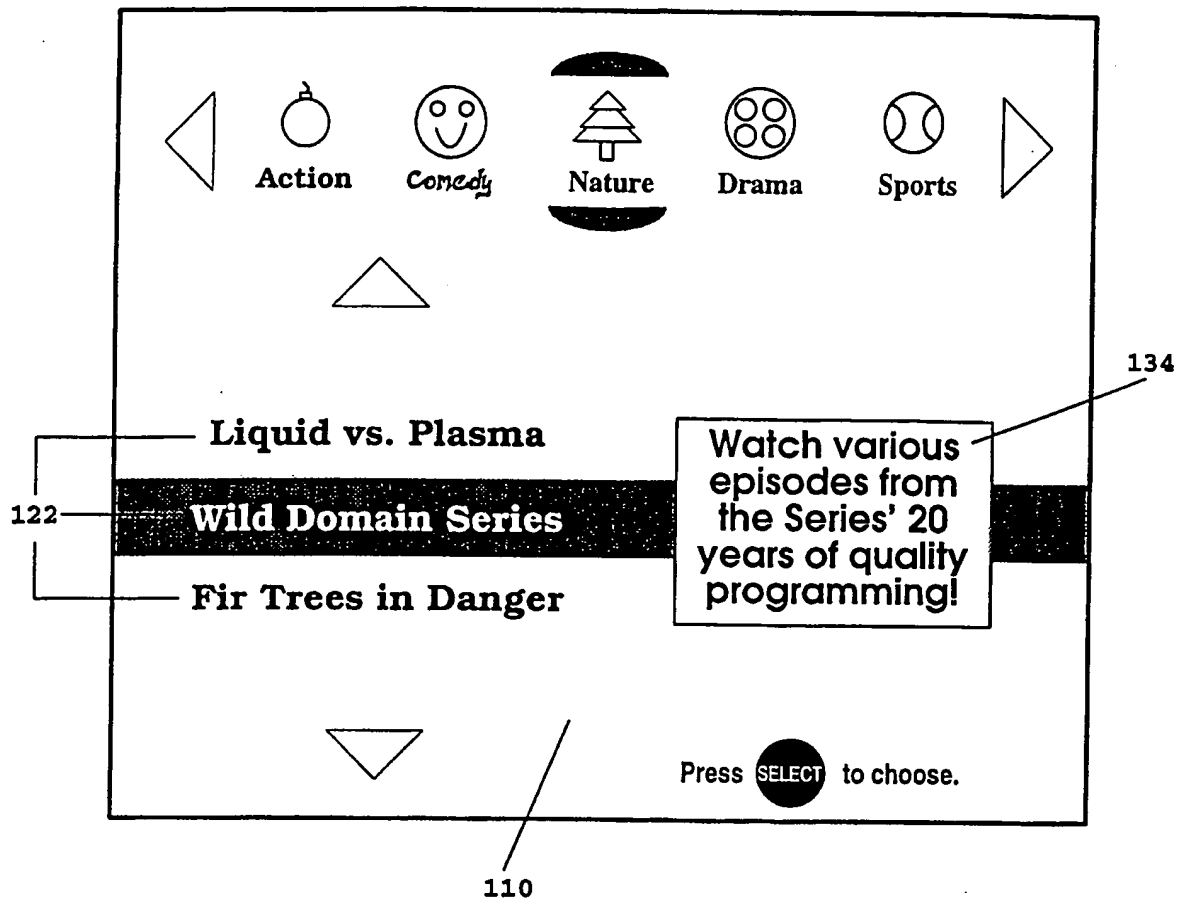 Action Comedy Nature Drama Sports
134
Liquid vs. Plasma
Watch various
episodes from
the Series' 20
years of quality
programming!
122
Wild Domain Series
Fir Trees in Danger
Press SELECT to choose.
110